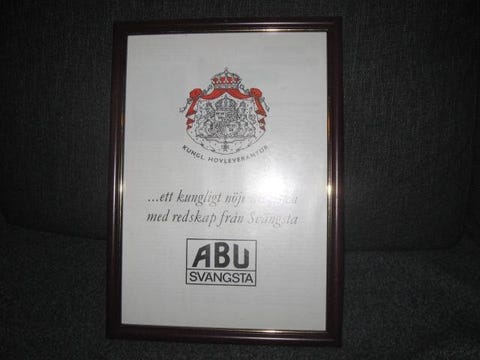 KUNGL. HOVLEVERANTÖR
...ett kungligt nöje
med redskap från Svängsta
ABU
SVANGSTA